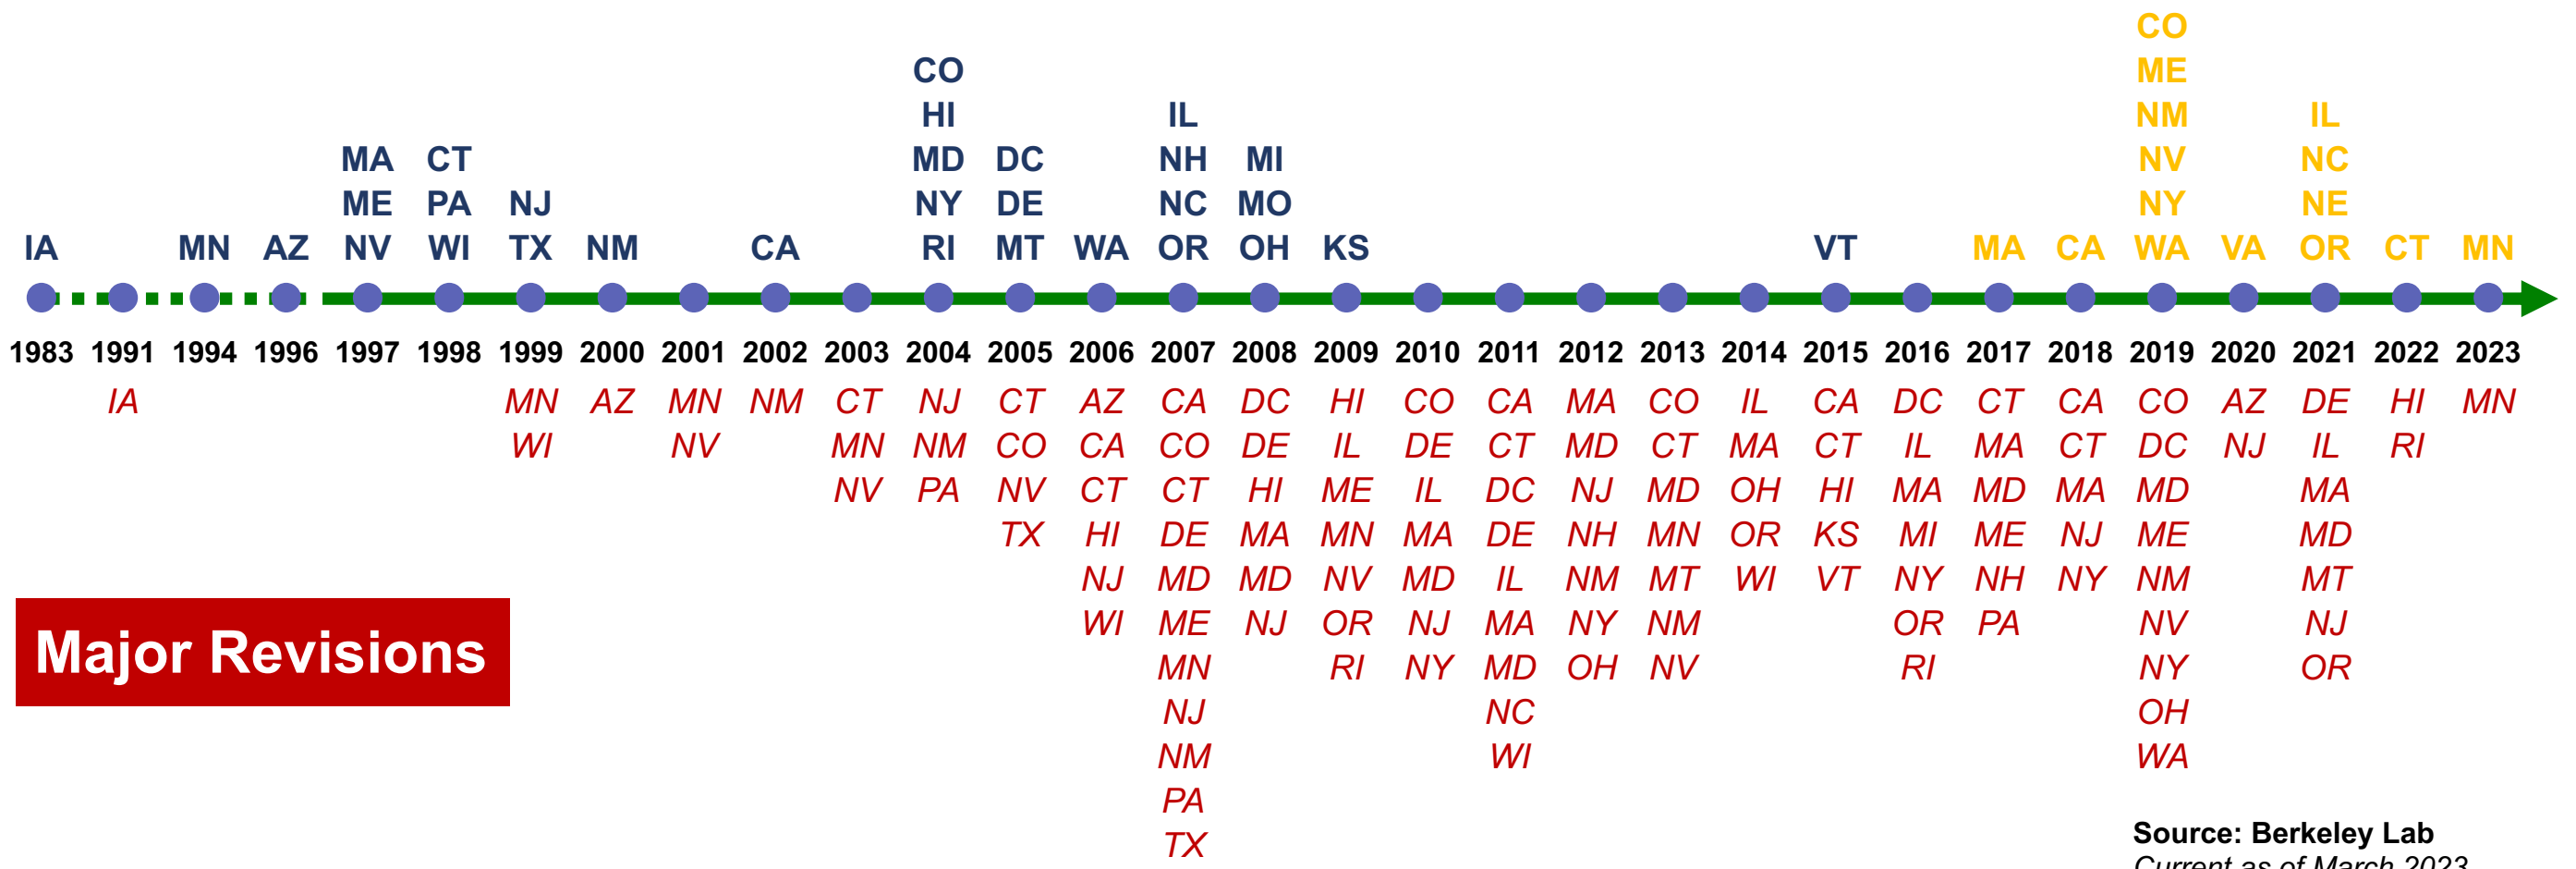 CO
CO ME
HI IL NM IL
MA CT MD DC NH MI NV NC
ME PA NJ NY DE NC MO NY NE
IA MN AZ NV WI TX NM CA RI MT WA OR OH KS VT MA CA WA VA OR CT MN
1983 1991 1994 1996 1997 1998 1999 2000 2001 2002 2003 2004 2005 2006 2007 2008 2009 2010 2011 2012 2013 2014 2015 2016 2017 2018 2019 2020 2021 2022 2023
IA MN AZ MN NM CT NJ CT AZ CA DC HI CO CA MA CO IL CA DC CT CA CO AZ DE HI MN
WI NV MN NM CO CA CO DE IL DE CT MD CT MA CT IL MA CT DC NJ IL RI
NV PA NV CT CT HI ME IL DC NJ MD OH HI MA MD MA MD MA
TX HI DE MA MN MA DE NH MN OR KS MI ME NJ ME MD
NJ MD MD NV MD IL NM MT WI VT NY NH NY NM MT
WI ME NJ OR NJ MA NY NM OR PA NV NJ
MN RI NY MD OH NV RI NY OR
NJ NC OH
NM WI WA
PA
TX
Major Revisions
Source: Berkeley Lab
Current as of March 2023